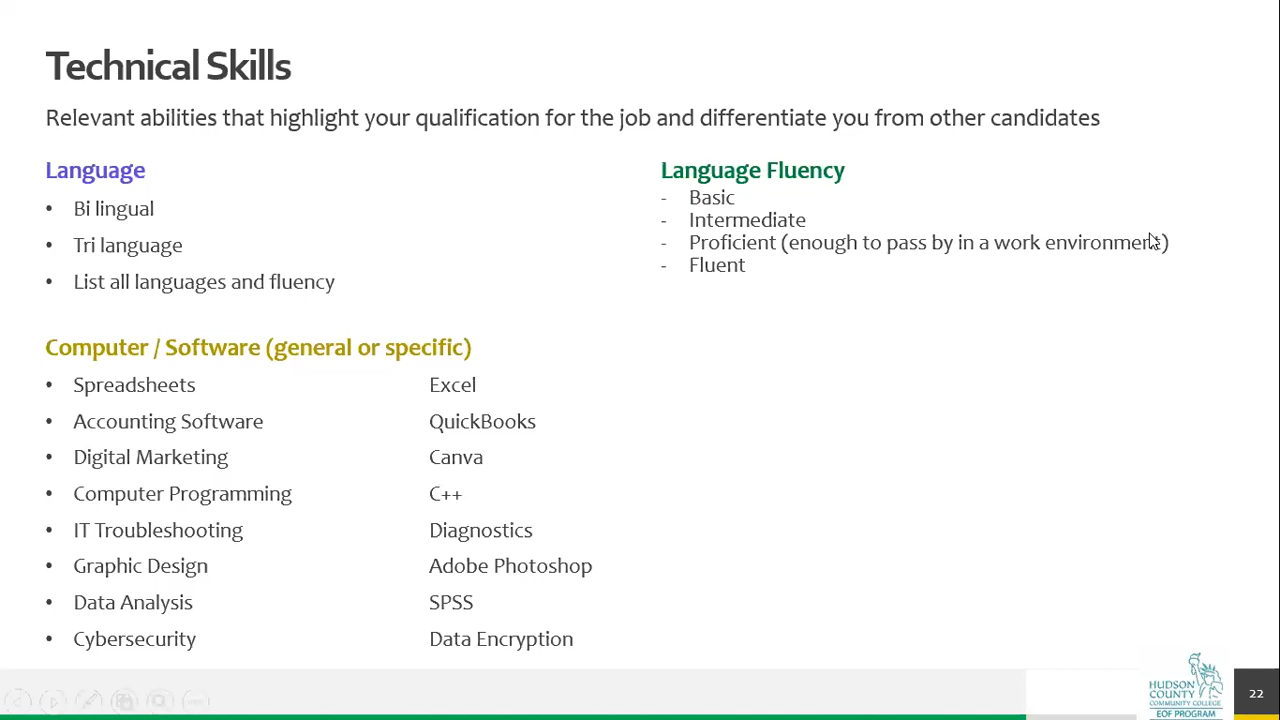 Technical Skills
Relevant abilities that highlight your qualification for the job and differentiate you from other candidates
Language
• Bi lingual
• Tri language
• List all languages and fluency
Language Fluency
- Basic
- Intermediate
- Proficient (enough to pass by in a work environment)
- Fluent
Computer / Software (general or specific)
• Spreadsheets Excel
• Accounting Software QuickBooks
• Digital Marketing Canva
• Computer Programming C++
• IT Troubleshooting Diagnostics
• Graphic Design Adobe Photoshop
• Data Analysis SPSS
• Cybersecurity Data Encryption
HUDSON
COUNTY
COMMUNITY COLLEGE
EOF PROGRAM
22